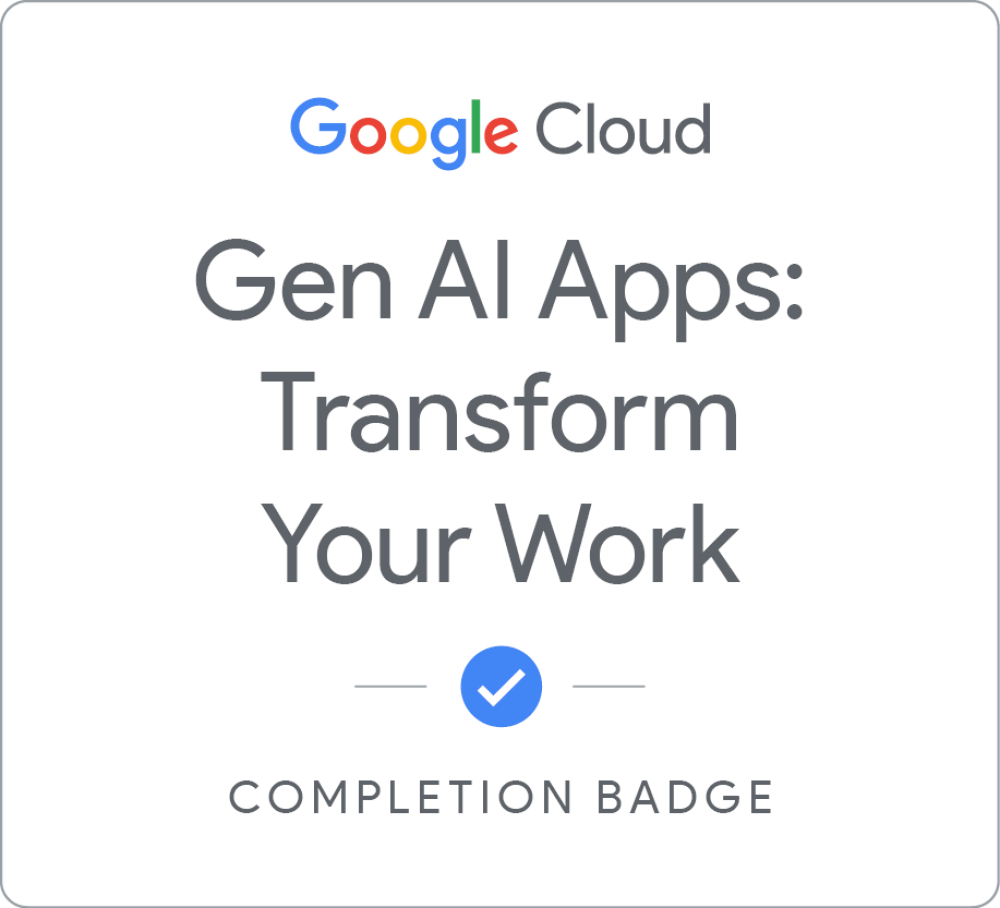 Google Cloud
Gen AI Apps:
Transform
Your Work
COMPLETION BADGE